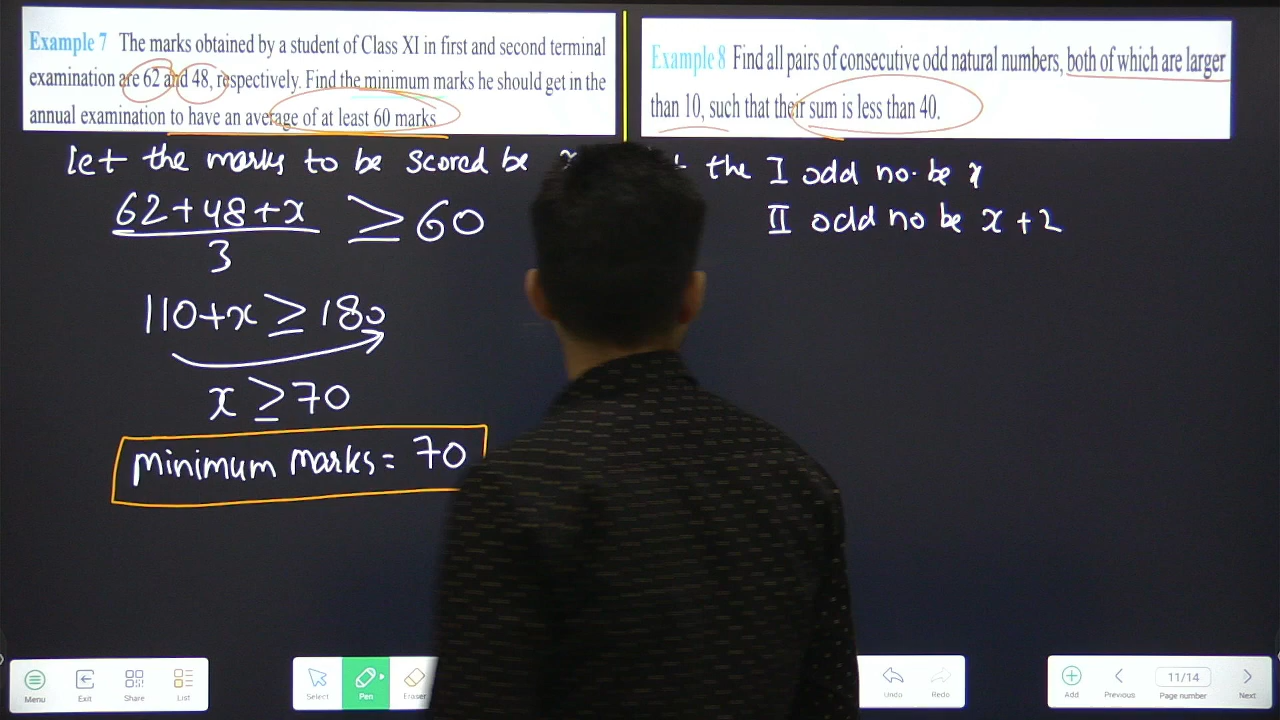 Example 7 The marks obtained by a student of Class XI in first and second terminal
examination are 62 and 48, respectively. Find the minimum marks he should get in the
annual examination to have an average of at least 60 marks
let the marks to be scored be x
62+48+x
3
≥ 60
110+x ≥ 180
x ≥ 70
minimum marks = 70
Example 8 Find all pairs of consecutive odd natural numbers, both of which are larger
than 10, such that their sum is less than 40.
the I odd no. be x
II odd no be x + 2
Menu
Exit
Share
List
Select
Pen
Eraser
Undo
Redo
Add
Previous
11/14
Page number
Next